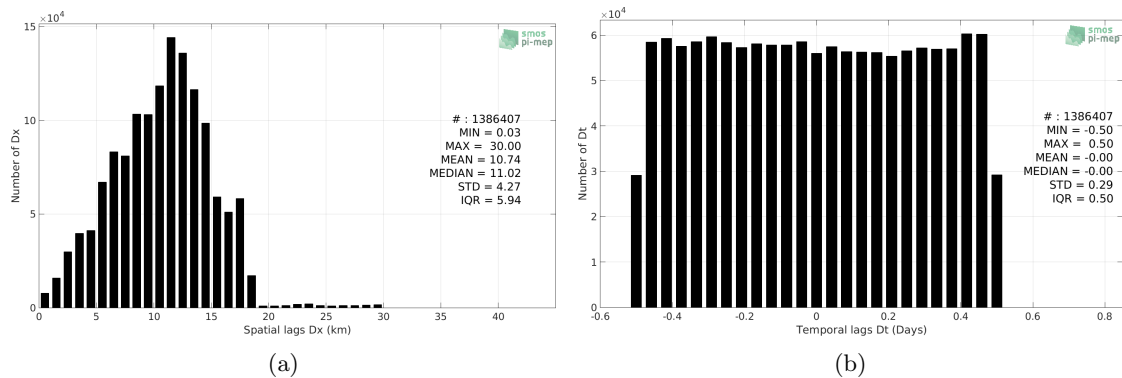 ×10⁴
15
10
5
0
0 5 10 15 20 25 30 35 40
Number of Dx
Spatial lags Dx (km)
smos
pi-mep
# : 1386407
MIN = 0.03
MAX = 30.00
MEAN = 10.74
MEDIAN = 11.02
STD = 4.27
IQR = 5.94
(a)
×10⁴
6
5
4
3
2
1
0
-0.6 -0.4 -0.2 0 0.2 0.4 0.6 0.8
Number of Dt
Temporal lags Dt (Days)
smos
pi-mep
# : 1386407
MIN = -0.50
MAX = 0.50
MEAN = -0.00
MEDIAN = -0.00
STD = 0.29
IQR = 0.50
(b)